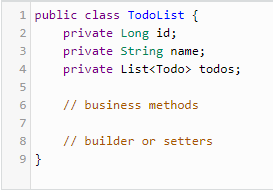 1 public class TodoList {
2     private Long id;
3     private String name;
4     private List<Todo> todos;
5
6     // business methods
7
8     // builder or setters
9 }